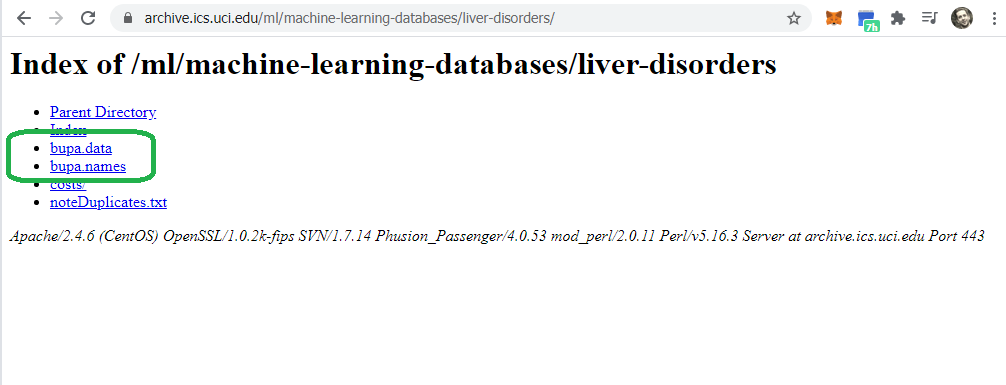 archive.ics.uci.edu/ml/machine-learning-databases/liver-disorders/
7h
Index of /ml/machine-learning-databases/liver-disorders
Parent Directory
Index
bupa.data
bupa.names
costs/
noteDuplicates.txt
Apache/2.4.6 (CentOS) OpenSSL/1.0.2k-fips SVN/1.7.14 Phusion_Passenger/4.0.53 mod_perl/2.0.11 Perl/v5.16.3 Server at archive.ics.uci.edu Port 443